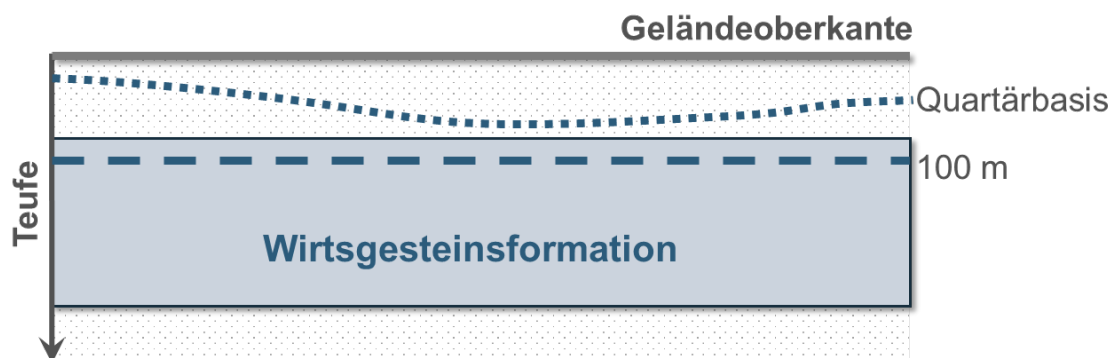 Geländeoberkante
Quartärbasis
100 m
Teufe
Wirtsgesteinsformation